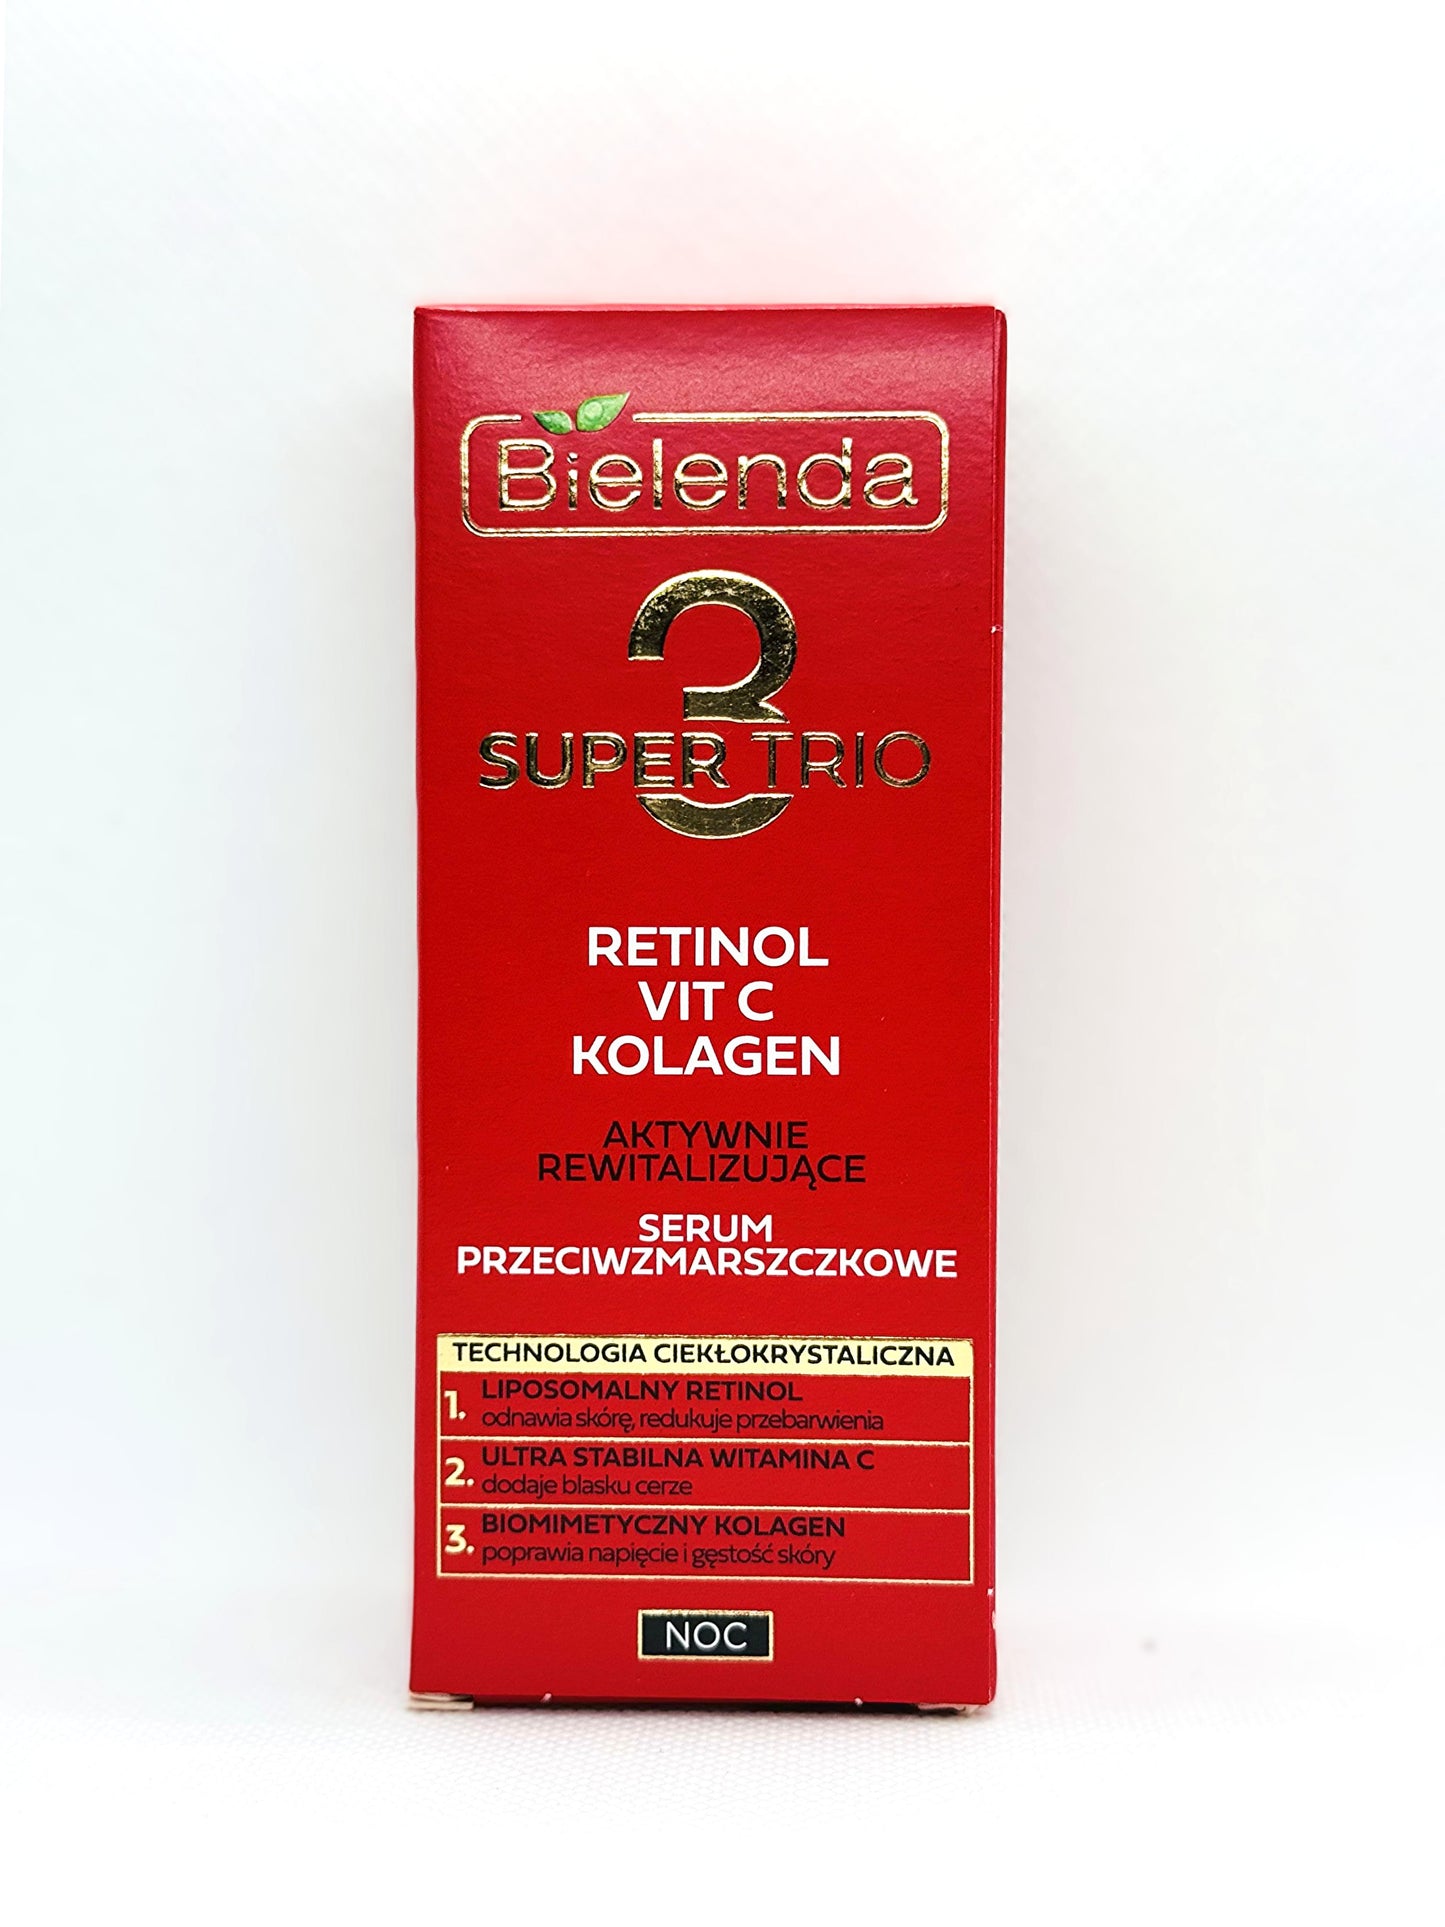 Bielenda
3
SUPER TRIO
RETINOL
VIT C
KOLAGEN
AKTYWNIE
REWITALIZUJĄCE
SERUM
PRZECIWZMARSZCZKOWE
TECHNOLOGIA CIEKŁOKRYSTALICZNA
1. LIPOSOMALNY RETINOL
odnawia skórę, redukuje przebarwienia
2. ULTRA STABILNA WITAMINA C
dodaje blasku cerze
3. BIOMIMETYCZNY KOLAGEN
poprawia napięcie i gęstość skóry
NOC